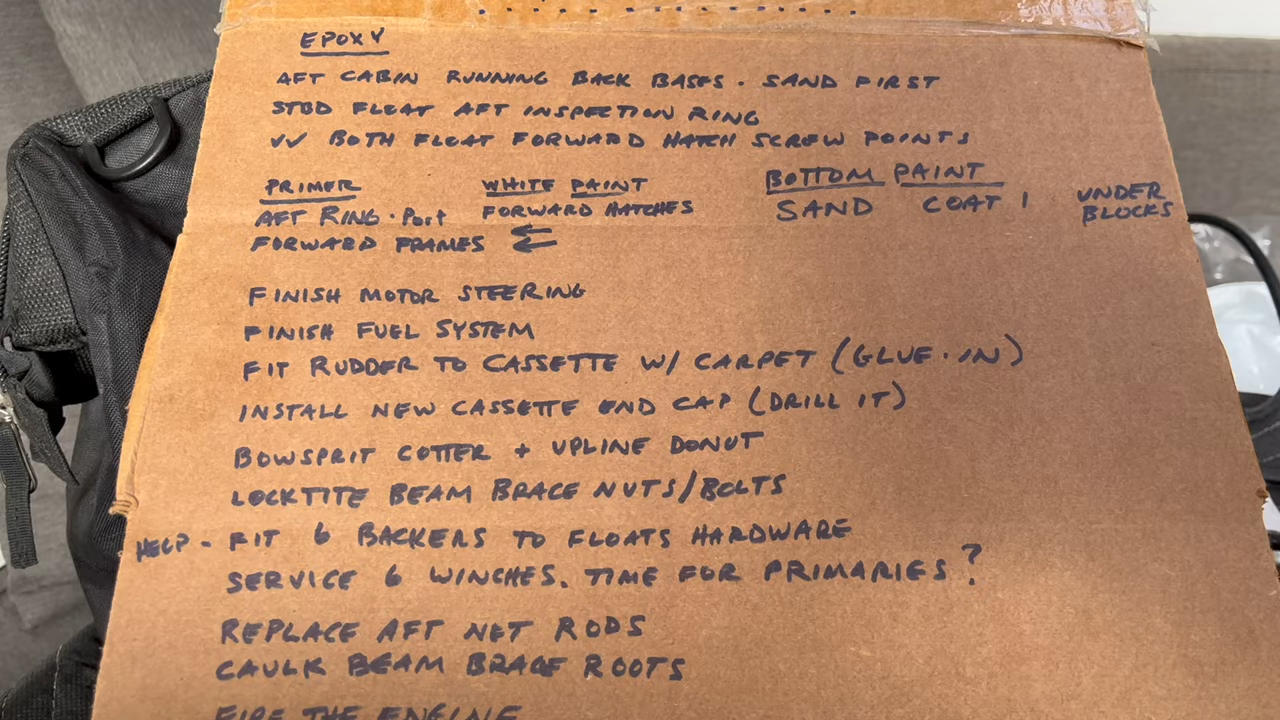 EPOXY
AFT CABIN RUNNING BACK BASES . SAND FIRST
STBD FLOAT AFT INSPECTION RING
✓✓ BOTH FLOAT FORWARD HATCH SCREW POINTS
PRIMER
AFT RING . Port
FORWARD FRAMES
WHITE PAINT
FORWARD HATCHES
BOTTOM PAINT
SAND COAT 1 UNDER BLOCKS
FINISH MOTOR STEERING
FINISH FUEL SYSTEM
FIT RUDDER TO CASSETTE W/ CARPET (GLUE . IN)
INSTALL NEW CASSETTE END CAP (DRILL IT)
BOWSPRIT COTTER + UPLINE DONUT
LOCKTITE BEAM BRACE NUTS/BOLTS
HELP - FIT 6 BACKERS TO FLOATS HARDWARE
SERVICE 6 WINCHES. TIME FOR PRIMARIES?
REPLACE AFT NET RODS
CAULK BEAM BRACE ROOTS
FIRE THE ENGINE